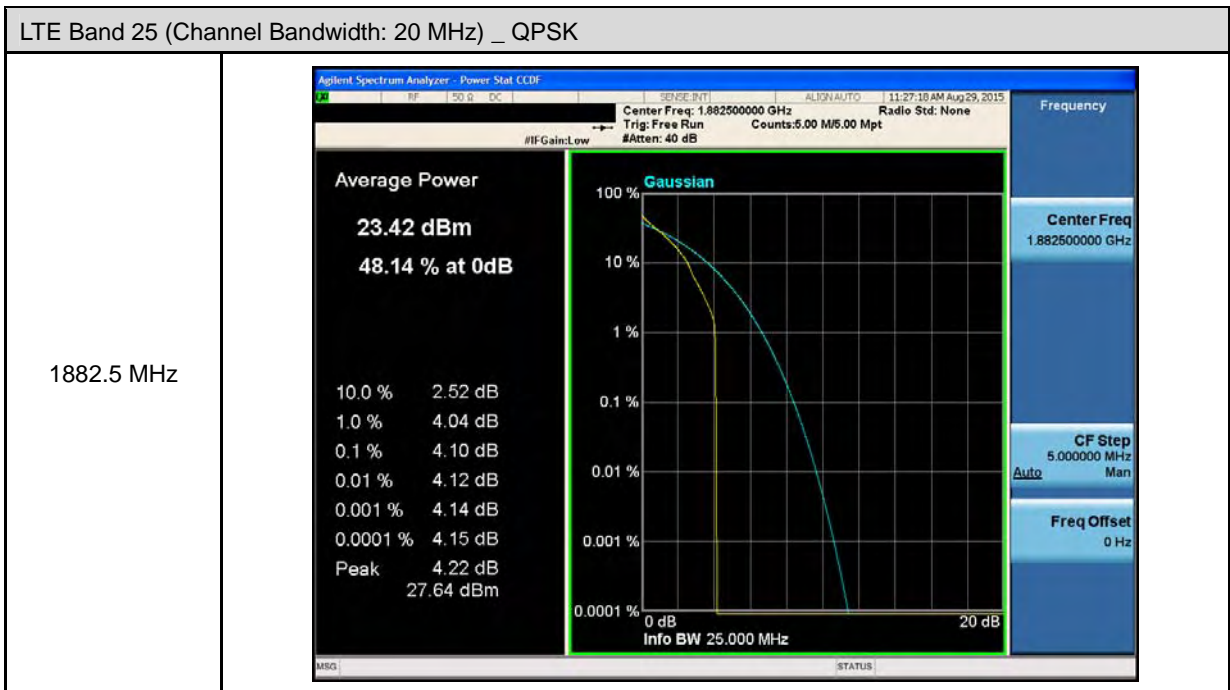 LTE Band 25 (Channel Bandwidth: 20 MHz) _ QPSK
1882.5 MHz
Agilent Spectrum Analyzer - Power Stat CCDF
RF 50 Ω DC SENSE:INT ALIGN AUTO 11:27:18 AM Aug 29, 2015
Center Freq: 1.882500000 GHz Radio Std: None
Trig: Free Run Counts:5.00 M/5.00 Mpt
#IFGain:Low #Atten: 40 dB
Average Power
23.42 dBm
48.14 % at 0dB
10.0 % 2.52 dB
1.0 % 4.04 dB
0.1 % 4.10 dB
0.01 % 4.12 dB
0.001 % 4.14 dB
0.0001 % 4.15 dB
Peak 4.22 dB
27.64 dBm
Gaussian
100 %
10 %
1 %
0.1 %
0.01 %
0.001 %
0.0001 %
0 dB 20 dB
Info BW 25.000 MHz
Frequency
Center Freq
1.882500000 GHz
CF Step
5.000000 MHz
Auto Man
Freq Offset
0 Hz
MSG STATUS